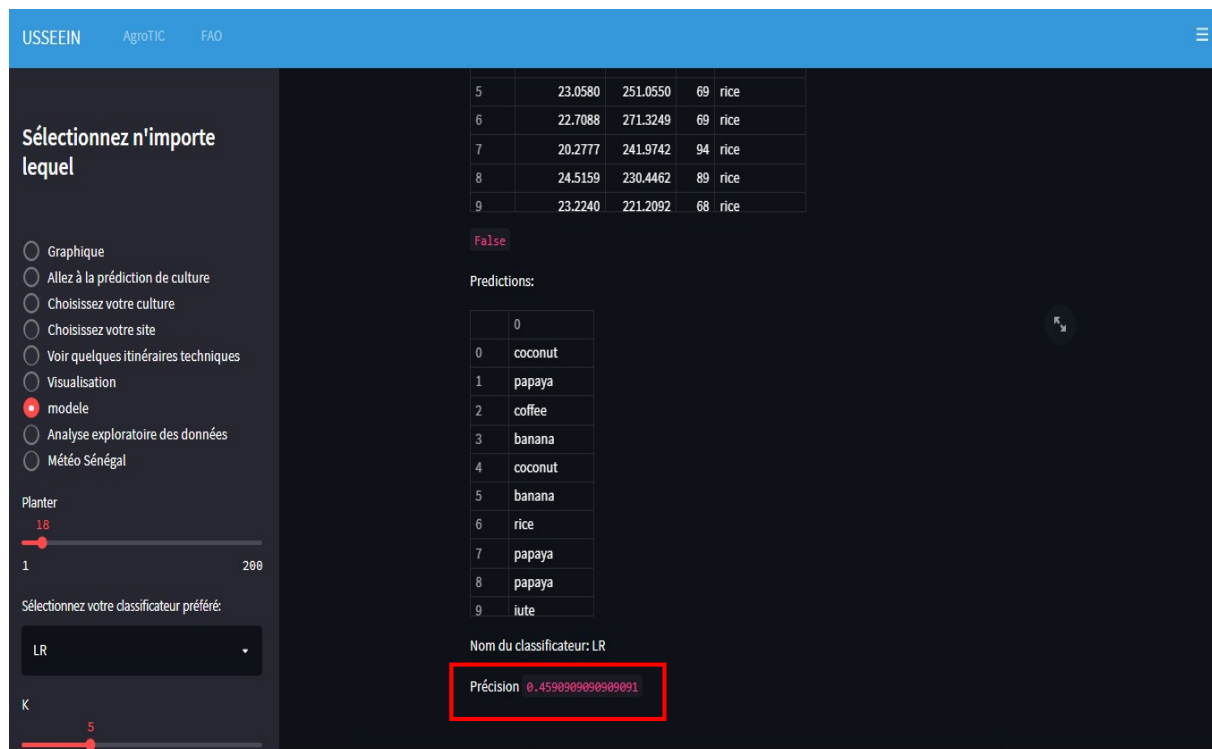 USSEEIN AgroTIC FAO
Sélectionnez n'importe
lequel
Graphique
Allez à la prédiction de culture
Choisissez votre culture
Choisissez votre site
Voir quelques itinéraires techniques
Visualisation
modele
Analyse exploratoire des données
Météo Sénégal
Planter
18
1 200
Sélectionnez votre classificateur préféré:
LR
K
5
5 23.0580 251.0550 69 rice
6 22.7088 271.3249 69 rice
7 20.2777 241.9742 94 rice
8 24.5159 230.4462 89 rice
9 23.2240 221.2092 68 rice
False
Predictions:
0
0 coconut
1 papaya
2 coffee
3 banana
4 coconut
5 banana
6 rice
7 papaya
8 papaya
9 jute
Nom du classificateur: LR
Précision 0.4590909090909091